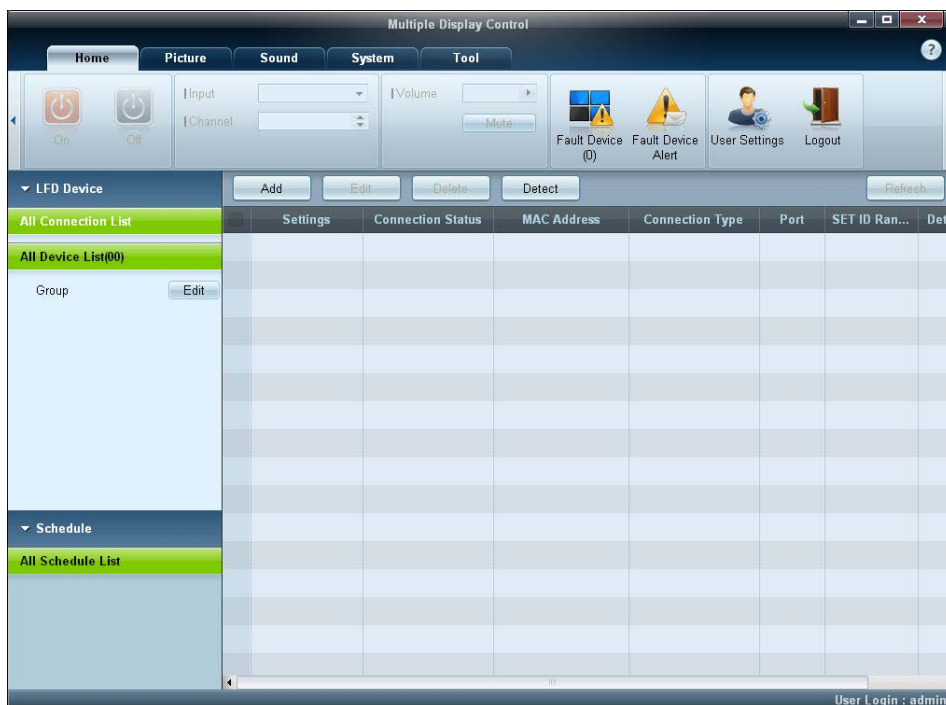 Multiple Display Control
Home Picture Sound System Tool
Input
Volume
Channel
Mute
On Off
Fault Device (0)
Fault Device Alert
User Settings
Logout
LFD Device
Add Edit Delete Detect Refresh
All Connection List
Settings Connection Status MAC Address Connection Type Port SET ID Ran... Det
All Device List(00)
Group Edit
Schedule
All Schedule List
User Login : admin